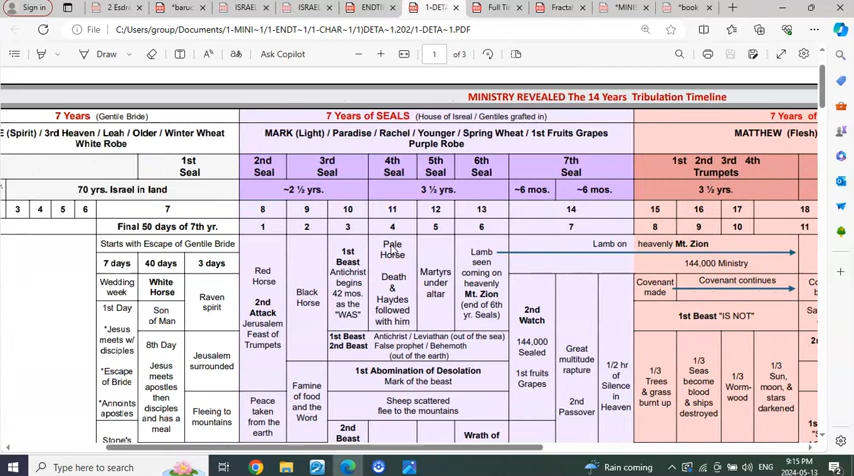 Sign in
2 Esdre
*baruc
ISRAEL
ISRAEL
ENDTIN
1-DETA
Full Tim
Fractal
*MINIS
*book
File
C:/Users/group/Documents/1-MINI~1/1-ENDT~1/1-CHAR~1/1)DETA~1.202/1-DETA~1.PDF
Draw
Ask Copilot
1 of 3
MINISTRY REVEALED The 14 Years Tribulation Timeline
7 Years (Gentile Bride)
7 Years of SEALS (House of Isreal / Gentiles grafted in)
7 Years of
(Spirit) / 3rd Heaven / Leah / Older / Winter Wheat
White Robe
MARK (Light) / Paradise / Rachel / Younger / Spring Wheat / 1st Fruits Grapes
Purple Robe
MATTHEW (Flesh)
1st
Seal
2nd
Seal
3rd
Seal
4th
Seal
5th
Seal
6th
Seal
7th
Seal
1st 2nd 3rd 4th
Trumpets
70 yrs. Israel in land
~2 ½ yrs.
3 ½ yrs.
~6 mos.
~6 mos.
3 ½ yrs.
3 4 5 6 7 8 9 10 11 12 13 14 15 16 17 18
Final 50 days of 7th yr.
1 2 3 4 5 6 7 8 9 10 11
Starts with Escape of Gentile Bride
7 days
40 days
3 days
Wedding
week
1st Day
*Jesus
meets w/
disciples
*Escape
of Bride
*Annoints
apostles
Stone's
White
Horse
Son
of Man
8th Day
Jesus
meets
apostles
then
disciples
and has a
meal
Raven
spirit
Jerusalem
surrounded
Fleeing to
mountains
Red
Horse
2nd
Attack
Jerusalem
Feast of
Trumpets
Peace
taken
from the
earth
Black
Horse
Famine
of food
and the
Word
1st
Beast
Antichrist
begins
42 mos.
as the
"WAS"
Pale
Horse
Death
&
Haydes
followed
with him
Martyrs
under
altar
Lamb
seen
coming on
heavenly
Mt. Zion
(end of 6th
yr. Seals)
1st Beast Antichrist / Leviathan (out of the sea)
2nd Beast False prophet / Behemoth
(out of the earth)
1st Abomination of Desolation
Mark of the beast
Sheep scattered
flee to the mountains
2nd
Beast
Wrath of
Lamb on heavenly Mt. Zion
144,000 Ministry
2nd
Watch
144,000
Sealed
1st fruits
Grapes
Great
multitude
rapture
2nd
Passover
1/2 hr
of
Silence
in
Heaven
Covenant
made
Covenant continues
1st Beast "IS NOT"
1/3
Trees &
grass
burnt up
1/3
Seas
become
blood
& ships
destroyed
1/3
Worm-
wood
1/3
Sun,
moon, &
stars
darkened
Type here to search
Rain coming
ENG
9:15 PM
2024-05-13